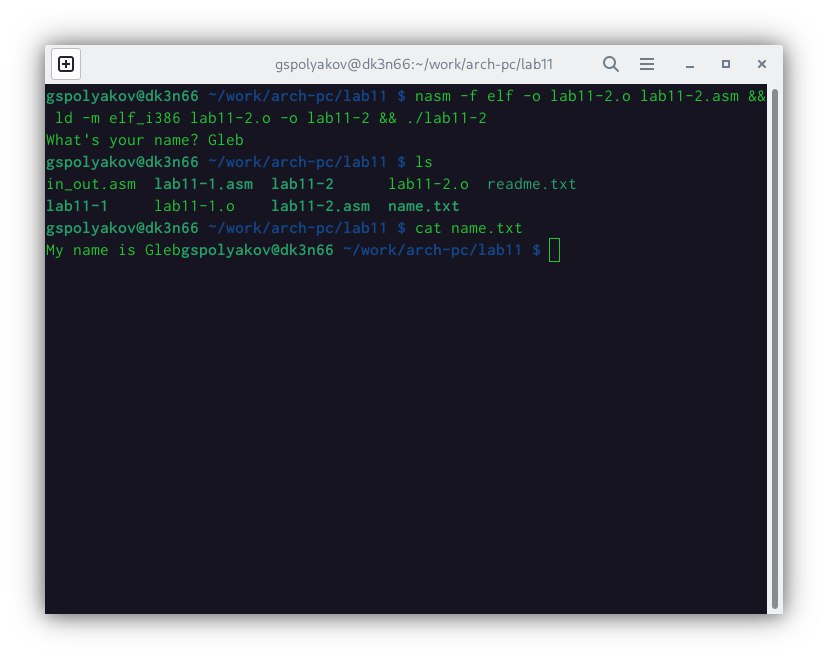 gspolyakov@dk3n66:~/work/arch-pc/lab11
gspolyakov@dk3n66 ~/work/arch-pc/lab11 $ nasm -f elf -o lab11-2.o lab11-2.asm &&
 ld -m elf_i386 lab11-2.o -o lab11-2 && ./lab11-2
What's your name? Gleb
gspolyakov@dk3n66 ~/work/arch-pc/lab11 $ ls
in_out.asm  lab11-1.asm  lab11-2      lab11-2.o  readme.txt
lab11-1     lab11-1.o    lab11-2.asm  name.txt
gspolyakov@dk3n66 ~/work/arch-pc/lab11 $ cat name.txt
My name is Glebgspolyakov@dk3n66 ~/work/arch-pc/lab11 $